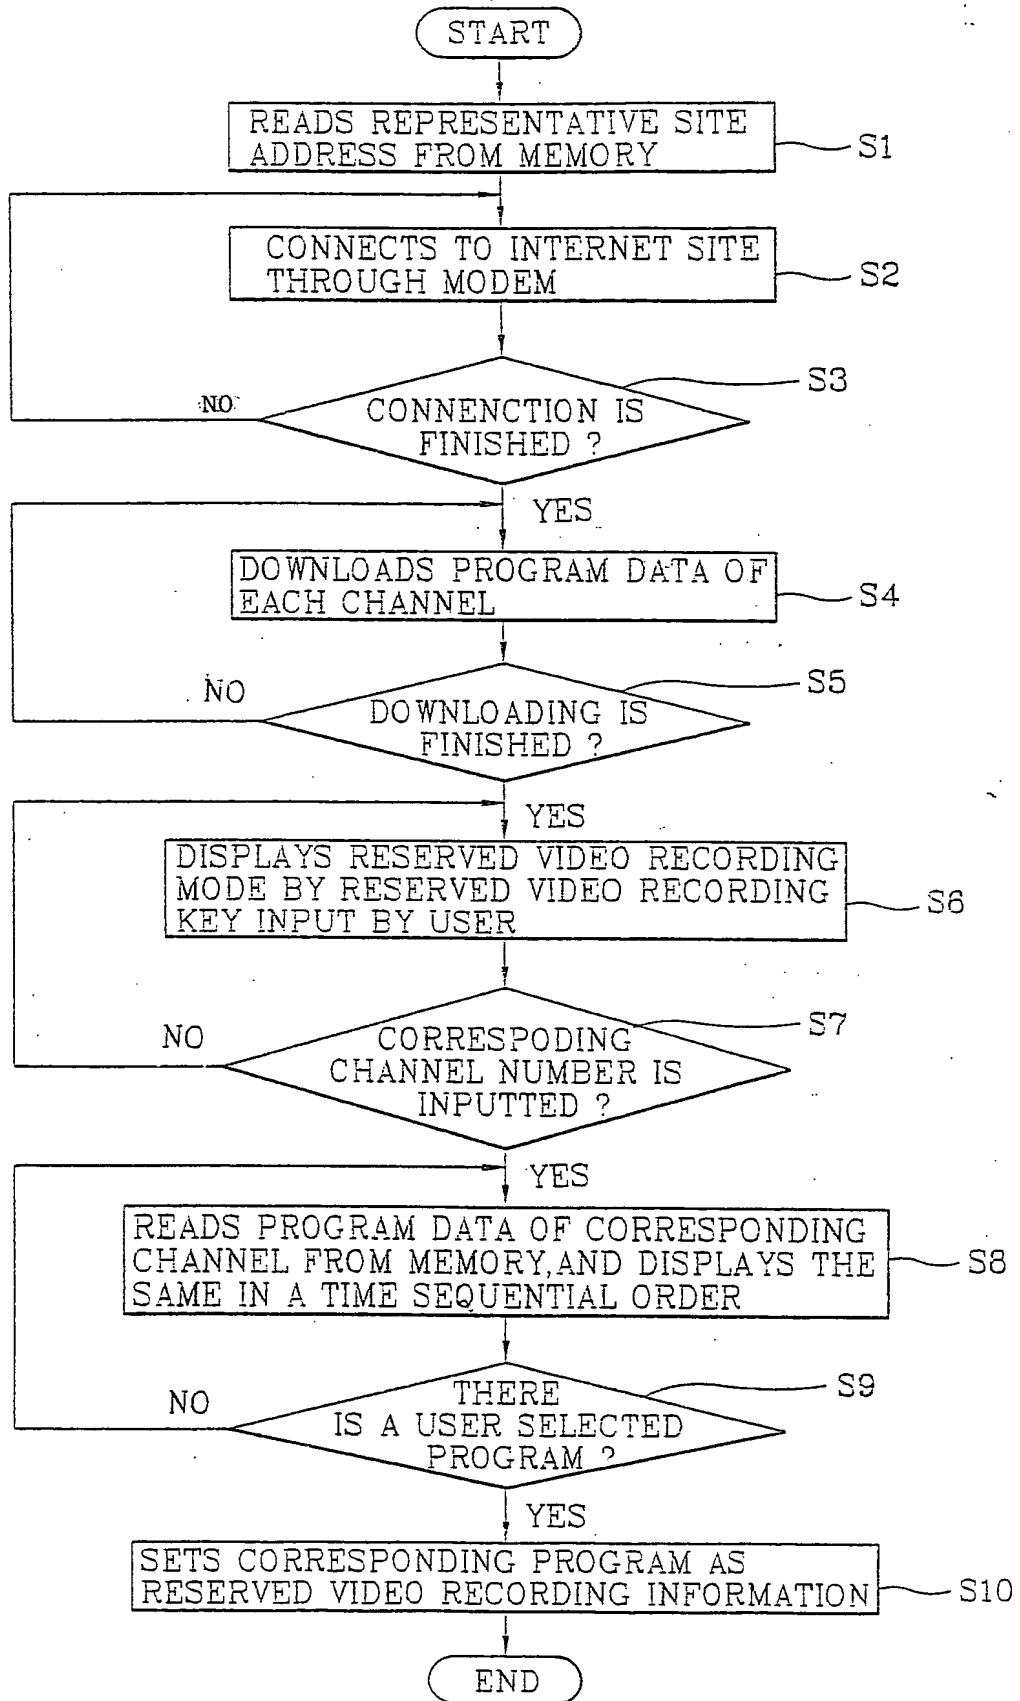 START
READS REPRESENTATIVE SITE
ADDRESS FROM MEMORY
S1
CONNECTS TO INTERNET SITE
THROUGH MODEM
S2
S3
NO
CONNENCTION IS
FINISHED ?
YES
DOWNLOADS PROGRAM DATA OF
EACH CHANNEL
S4
S5
NO
DOWNLOADING IS
FINISHED ?
YES
DISPLAYS RESERVED VIDEO RECORDING
MODE BY RESERVED VIDEO RECORDING
KEY INPUT BY USER
S6
S7
NO
CORRESPODING
CHANNEL NUMBER IS
INPUTTED ?
YES
READS PROGRAM DATA OF CORRESPONDING
CHANNEL FROM MEMORY,AND DISPLAYS THE
SAME IN A TIME SEQUENTIAL ORDER
S8
S9
NO
THERE
IS A USER SELECTED
PROGRAM ?
YES
SETS CORRESPONDING PROGRAM AS
RESERVED VIDEO RECORDING INFORMATION
S10
END